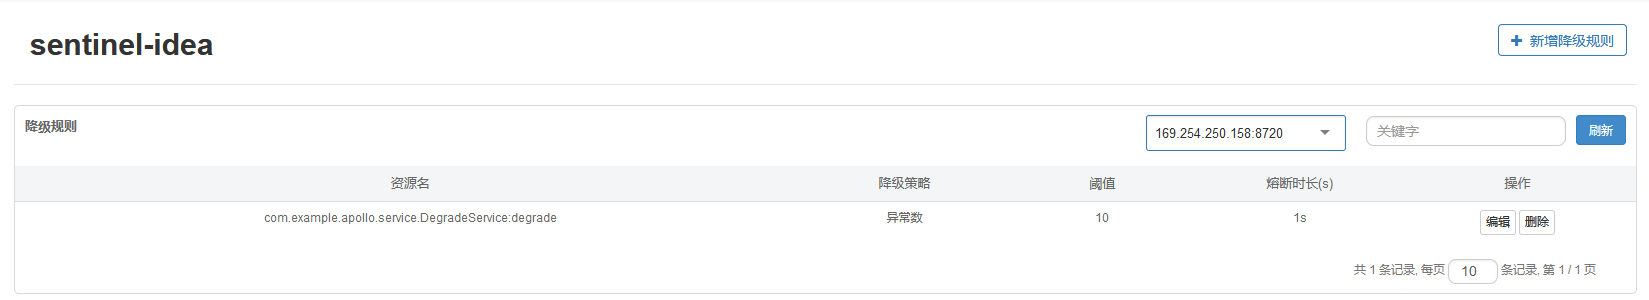 sentinel-idea
新增降级规则
降级规则
169.254.250.158:8720
关键字
刷新
资源名 降级策略 阈值 熔断时长(s) 操作
com.example.apollo.service.DegradeService:degrade 异常数 10 1s 编辑 删除
共 1 条记录, 每页 10 条记录, 第 1 / 1 页